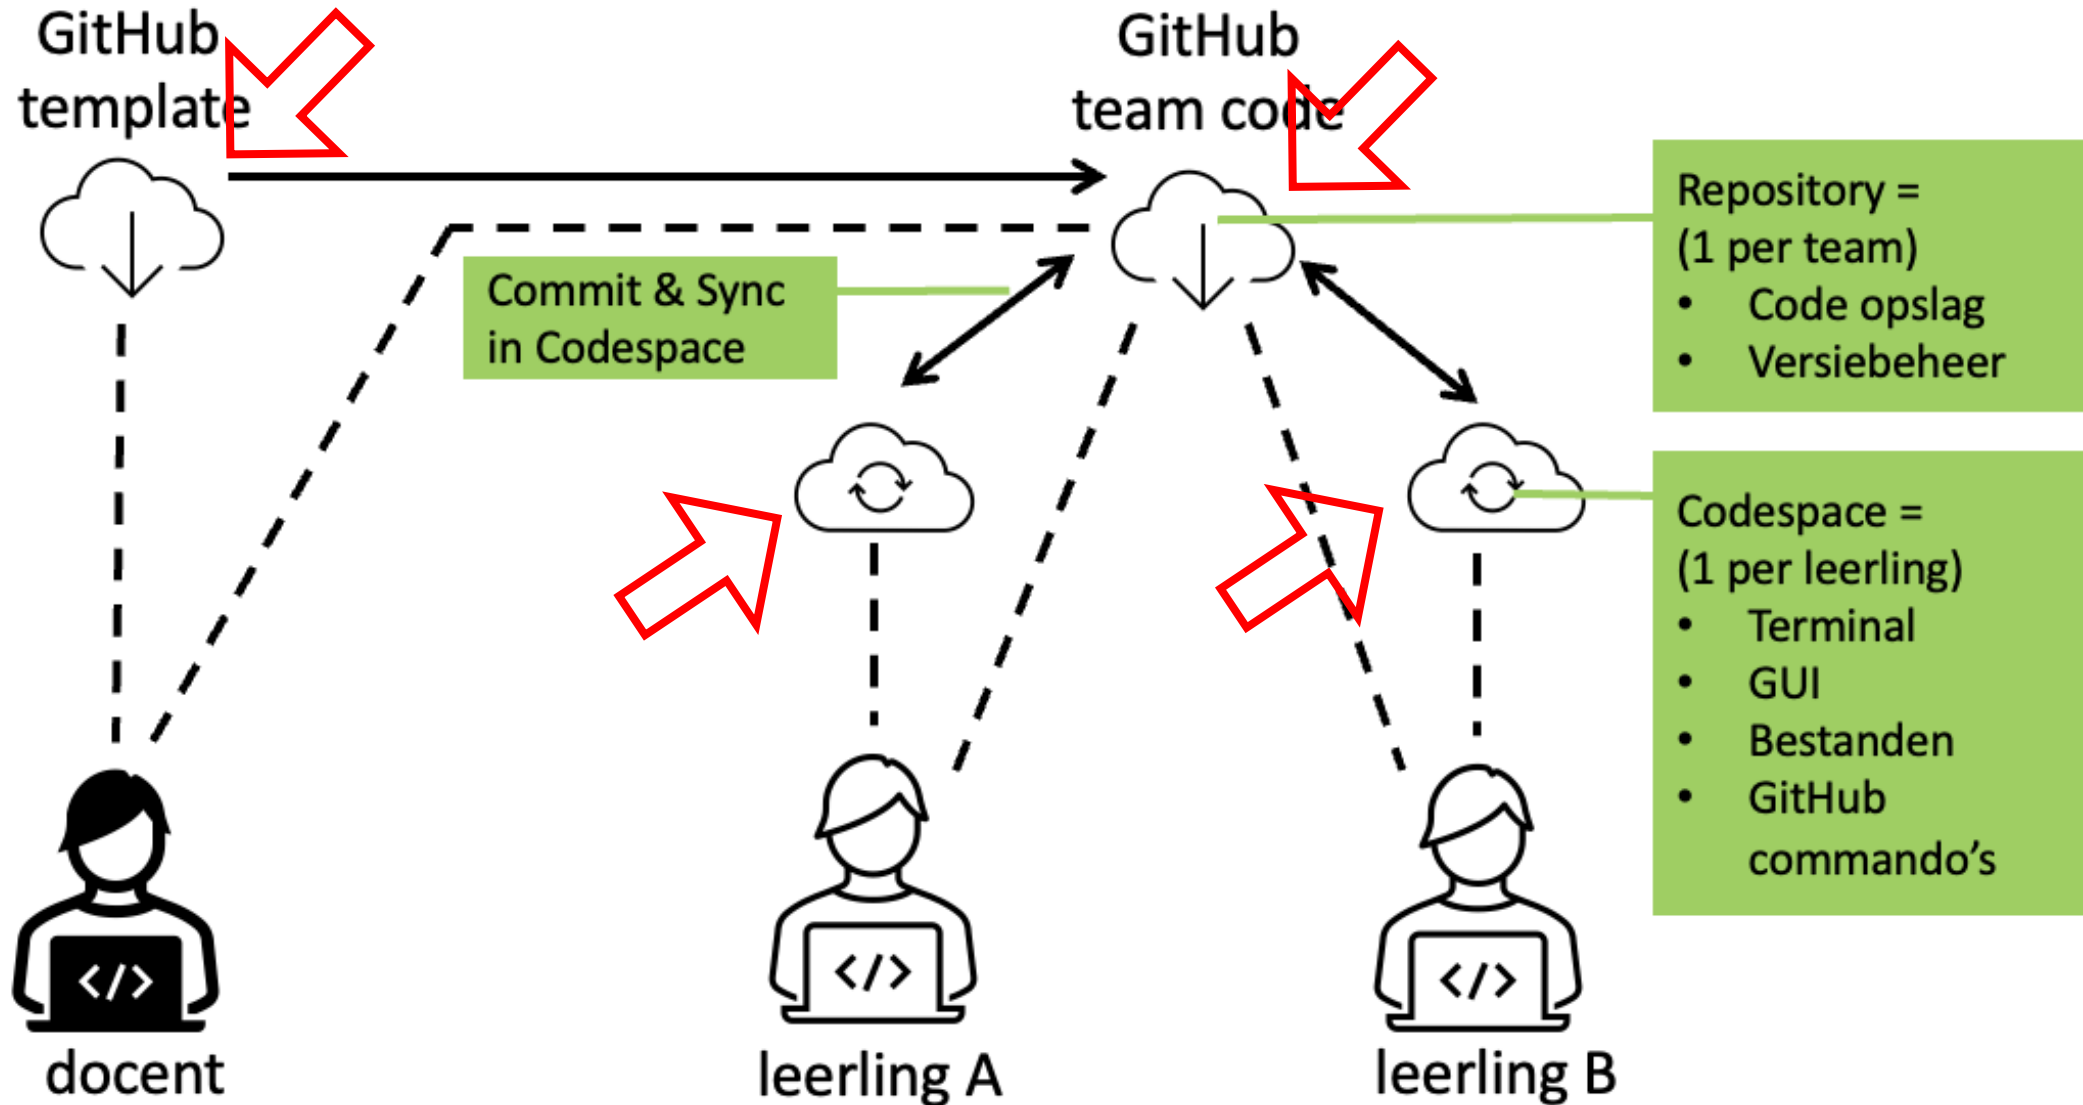 GitHub
template
GitHub
team code
Repository =
(1 per team)
• Code opslag
• Versiebeheer
Commit & Sync
in Codespace
Codespace =
(1 per leerling)
• Terminal
• GUI
• Bestanden
• GitHub
commando’s
</>
</>
</>
docent
leerling A
leerling B